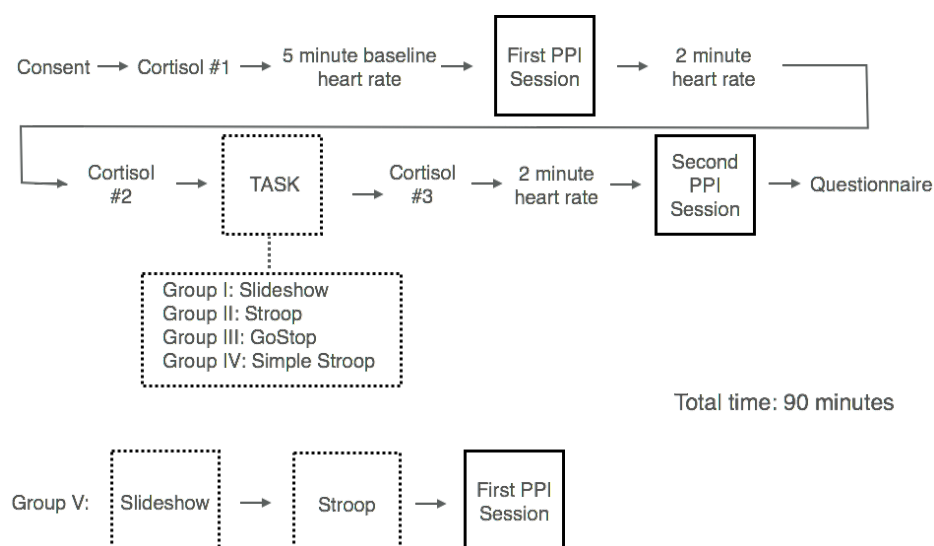 Consent
Cortisol #1
5 minute baseline
heart rate
First PPI
Session
2 minute
heart rate
Cortisol
#2
TASK
Cortisol
#3
2 minute
heart rate
Second
PPI
Session
Questionnaire
Group I: Slideshow
Group II: Stroop
Group III: GoStop
Group IV: Simple Stroop
Total time: 90 minutes
Group V:
Slideshow
Stroop
First PPI
Session